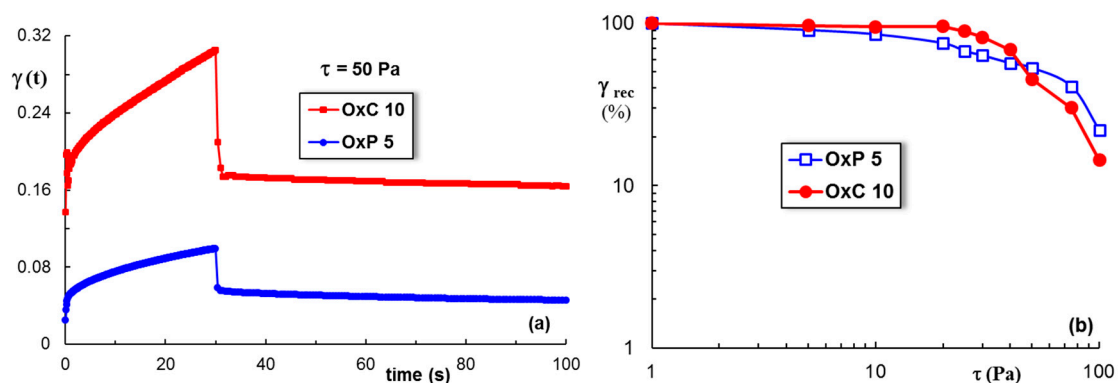 0.32
γ(t)
0.24
0.16
0.08
0
0
20
40
60
80
100
time (s)
τ = 50 Pa
OxC 10
OxP 5
(a)
100
γ rec
(%)
10
1
1
10
100
τ (Pa)
OxP 5
OxC 10
(b)